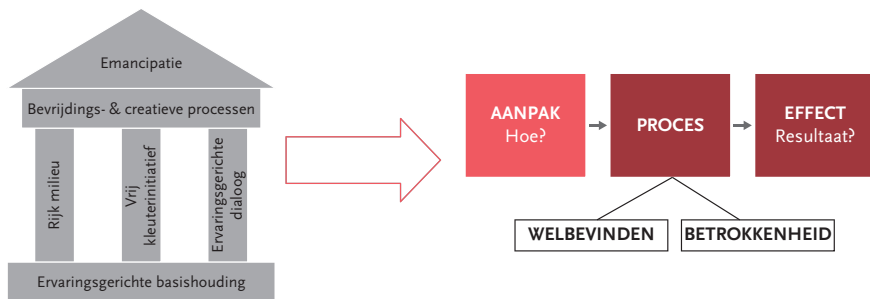 Emancipatie
Bevrijdings- & creatieve processen
Rijk milieu
Vrij
kleuterinitiatief
Ervaringsgerichte
dialoog
Ervaringsgerichte basishouding
AANPAK
Hoe?
PROCES
EFFECT
Resultaat?
WELBEVINDEN
BETROKKENHEID